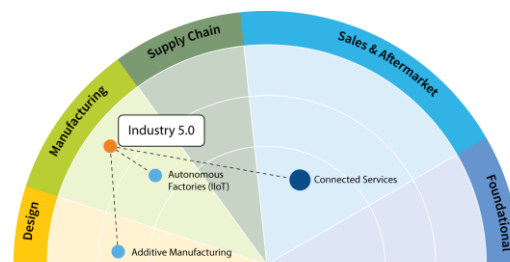 Supply Chain
Sales & Aftermarket
Manufacturing
Industry 5.0
Autonomous
Factories (IIoT)
Connected Services
Design
Foundational
Additive Manufacturing